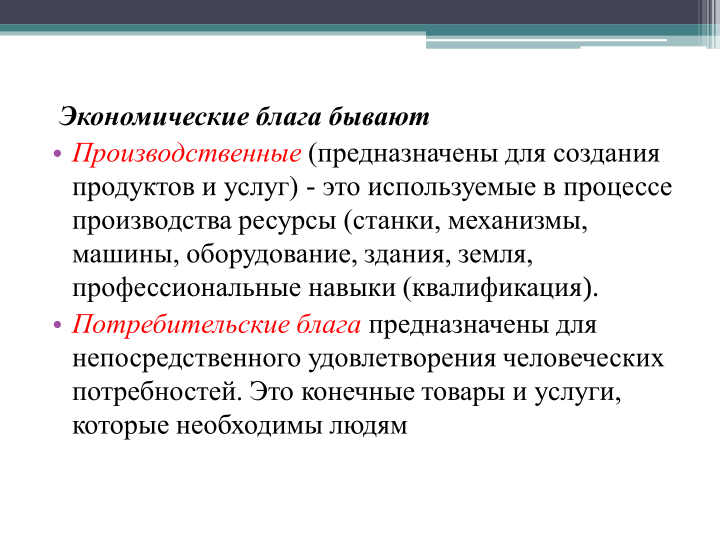 Экономические блага бывают
• Производственные (предназначены для создания
продуктов и услуг) - это используемые в процессе
производства ресурсы (станки, механизмы,
машины, оборудование, здания, земля,
профессиональные навыки (квалификация).
• Потребительские блага предназначены для
непосредственного удовлетворения человеческих
потребностей. Это конечные товары и услуги,
которые необходимы людям